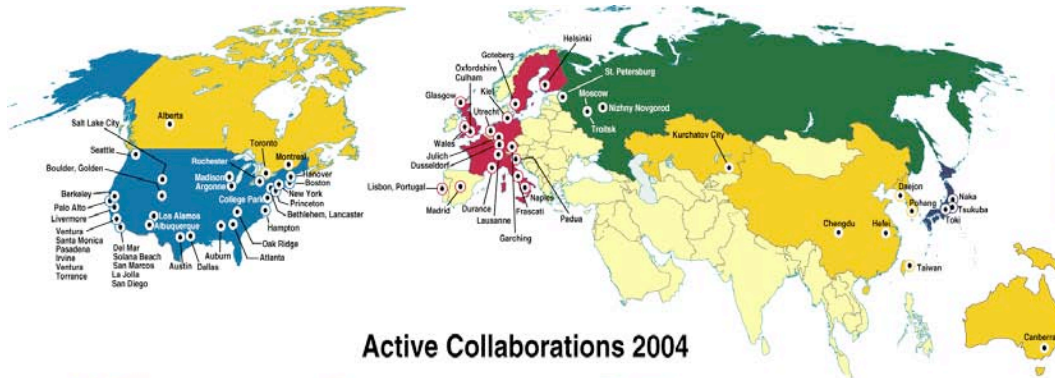 Alberta
Salt Lake City
Seattle
Boulder, Golden
Berkeley
Palo Alto
Livermore
Ventura
Santa Monica
Pasadena
Irvine
Ventura
Torrance
Del Mar
Solana Beach
San Marcos
La Jolla
San Diego
Los Alamos
Albuquerque
Austin
Dallas
Auburn
Atlanta
Oak Ridge
Hampton
Bethlehem, Lancaster
Princeton
New York
Boston
Hanover
Montreal
Toronto
Rochester
Madison
Argonne
College Park
Helsinki
Goteberg
Oxfordshire
Culham
Kiel
Glasgow
Utrecht
Wales
Julich
Dusseldorf
Lisbon, Portugal
Madrid
Durance
Lausanne
Garching
Frascati
Naples
Padua
St. Petersburg
Moscow
Nizhny Novgorod
Troitsk
Kurchatov City
Daejon
Pohang
Naka
Tsukuba
Toki
Chengdu
Hefei
Taiwan
Canberra
Active Collaborations 2004